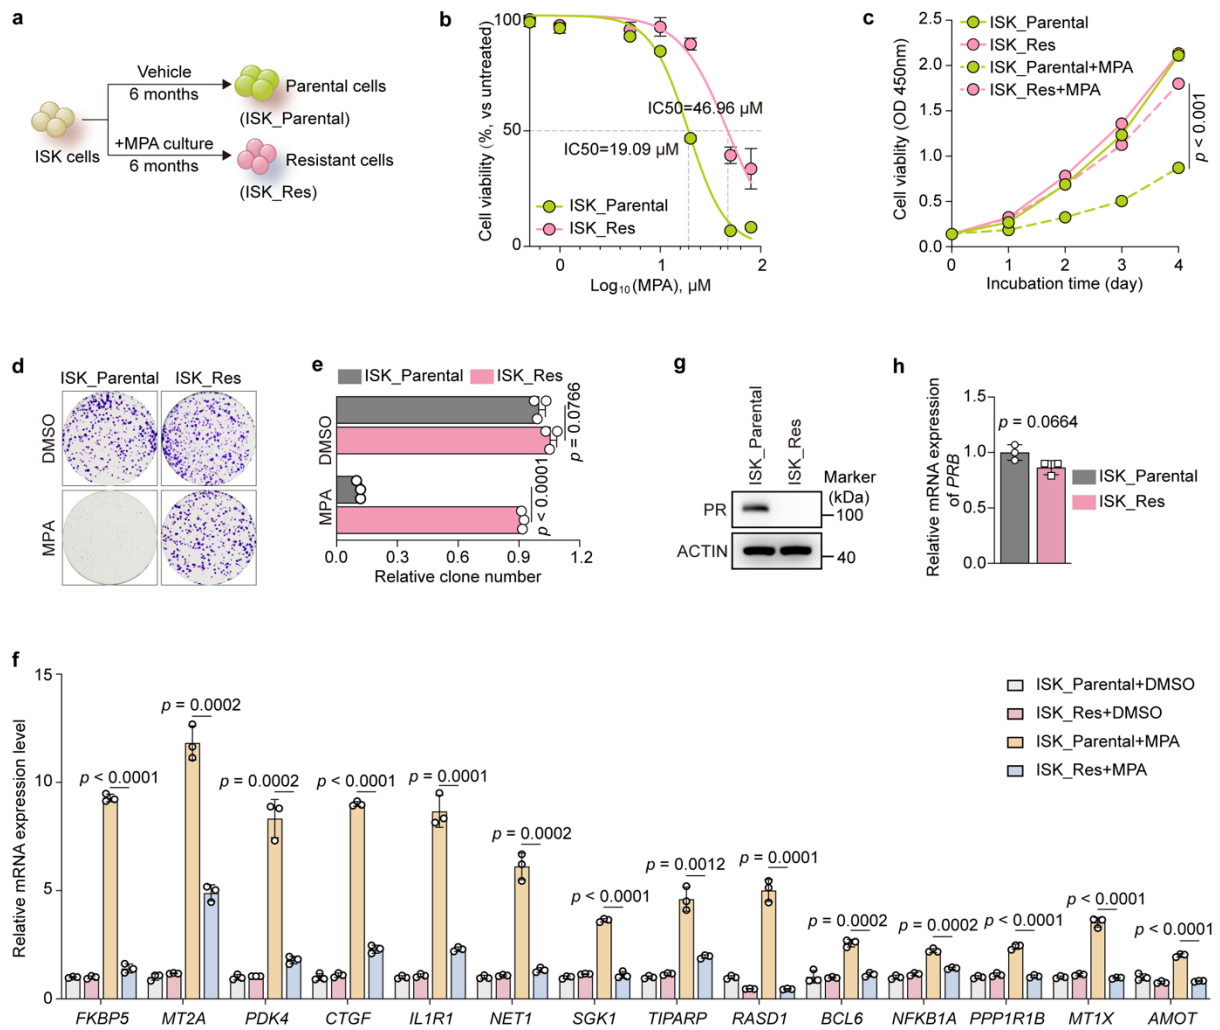 a
Vehicle
6 months
Parental cells
(ISK_Parental)
ISK cells
+MPA culture
6 months
Resistant cells
(ISK_Res)
b
Cell viability (%, vs untreated)
100
50
0
IC50=46.96 µM
IC50=19.09 µM
ISK_Parental
ISK_Res
0
1
2
Log₁₀(MPA), µM
c
ISK_Parental
ISK_Res
ISK_Parental+MPA
ISK_Res+MPA
Cell viablity (OD 450nm)
2.5
2.0
1.5
1.0
0.5
0.0
p < 0.001
0
1
2
3
4
Incubation time (day)
d
ISK_Parental
ISK_Res
DMSO
MPA
e
ISK_Parental
ISK_Res
DMSO
MPA
p = 0.0766
p < 0.0001
0.0
0.3
0.6
0.9
1.2
Relative clone number
g
ISK_Parental
ISK_Res
Marker
(kDa)
PR
100
ACTIN
40
h
Relative mRNA expression
of PRB
p = 0.0664
1.5
1.0
0.5
0.0
ISK_Parental
ISK_Res
f
Relative mRNA expression level
15
10
5
0
ISK_Parental+DMSO
ISK_Res+DMSO
ISK_Parental+MPA
ISK_Res+MPA
p < 0.0001
p = 0.0002
p = 0.0002
p < 0.0001
p = 0.0001
p = 0.0002
p < 0.0001
p = 0.0012
p = 0.0001
p = 0.0002
p = 0.0002
p < 0.0001
p < 0.0001
p < 0.0001
FKBP5
MT2A
PDK4
CTGF
IL1R1
NET1
SGK1
TIPARP
RASD1
BCL6
NFKB1A
PPP1R1B
MT1X
AMOT